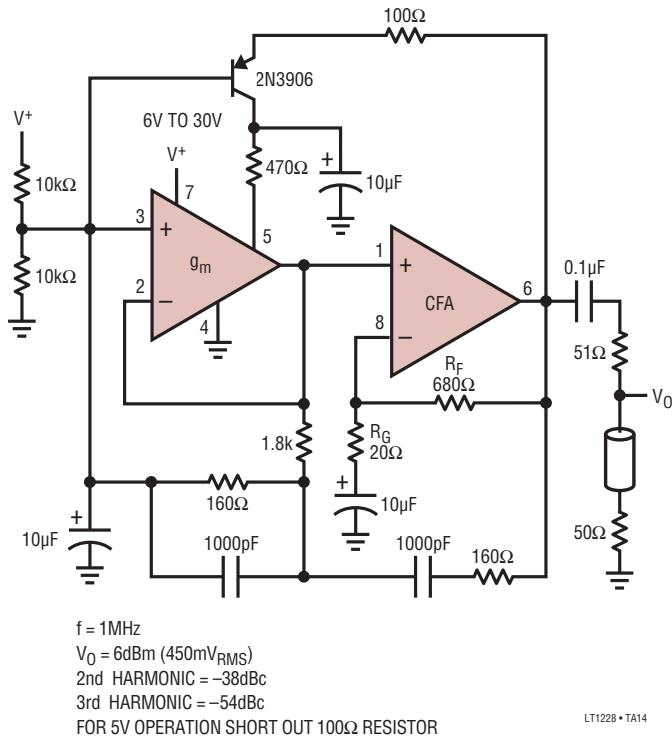 100Ω
2N3906
6V TO 30V
V+
V+
10kΩ
7
470Ω
+
10µF
3
+
5
1
+
0.1µF
gm
6
10kΩ
2
–
4
CFA
8
–
51Ω
RF
680Ω
VO
1.8k
RG
20Ω
160Ω
+
10µF
+
10µF
50Ω
1000pF
1000pF
160Ω
f = 1MHz
VO = 6dBm (450mVRMS)
2nd HARMONIC = –38dBc
3rd HARMONIC = –54dBc
FOR 5V OPERATION SHORT OUT 100Ω RESISTOR
LT1228 • TA14